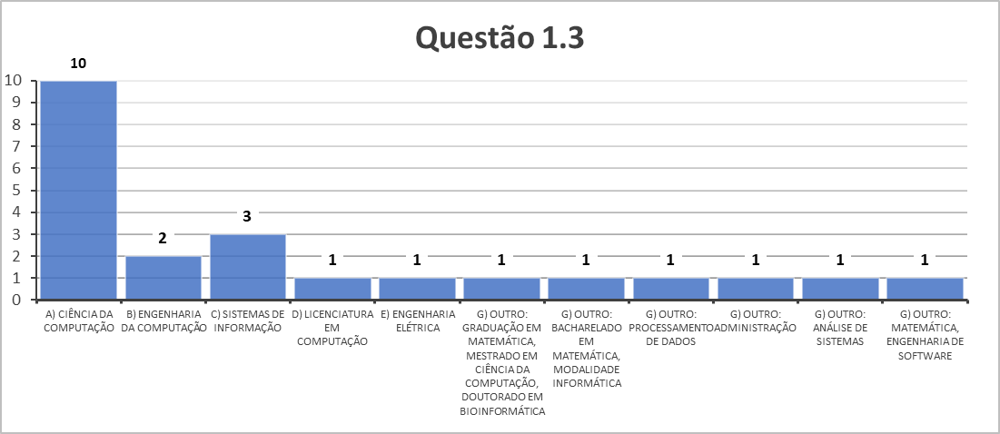 Questão 1.3
10
2
3
1
1
1
1
1
1
1
1
10
9
8
7
6
5
4
3
2
1
0
A) CIÊNCIA DA
COMPUTAÇÃO
B) ENGENHARIA
DA COMPUTAÇÃO
C) SISTEMAS DE
INFORMAÇÃO
D) LICENCIATURA
EM
COMPUTAÇÃO
E) ENGENHARIA
ELÉTRICA
G) OUTRO:
GRADUAÇÃO EM
MATEMÁTICA,
MESTRADO EM
CIÊNCIA DA
COMPUTAÇÃO,
DOUTORADO EM
BIOINFORMÁTICA
G) OUTRO:
BACHARELADO
EM
MATEMÁTICA,
MODALIDADE
INFORMÁTICA
G) OUTRO:
PROCESSAMENTO
DE DADOS
G) OUTRO:
ADMINISTRAÇÃO
G) OUTRO:
ANÁLISE DE
SISTEMAS
G) OUTRO:
MATEMÁTICA,
ENGENHARIA DE
SOFTWARE